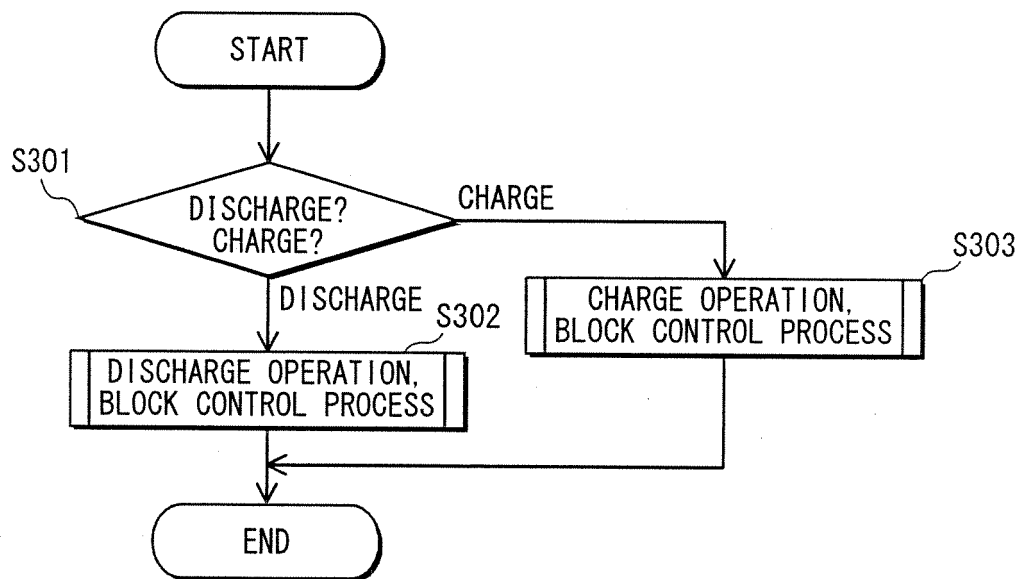 START
S301
DISCHARGE?
CHARGE?
CHARGE
DISCHARGE
S302
DISCHARGE OPERATION,
BLOCK CONTROL PROCESS
S303
CHARGE OPERATION,
BLOCK CONTROL PROCESS
END